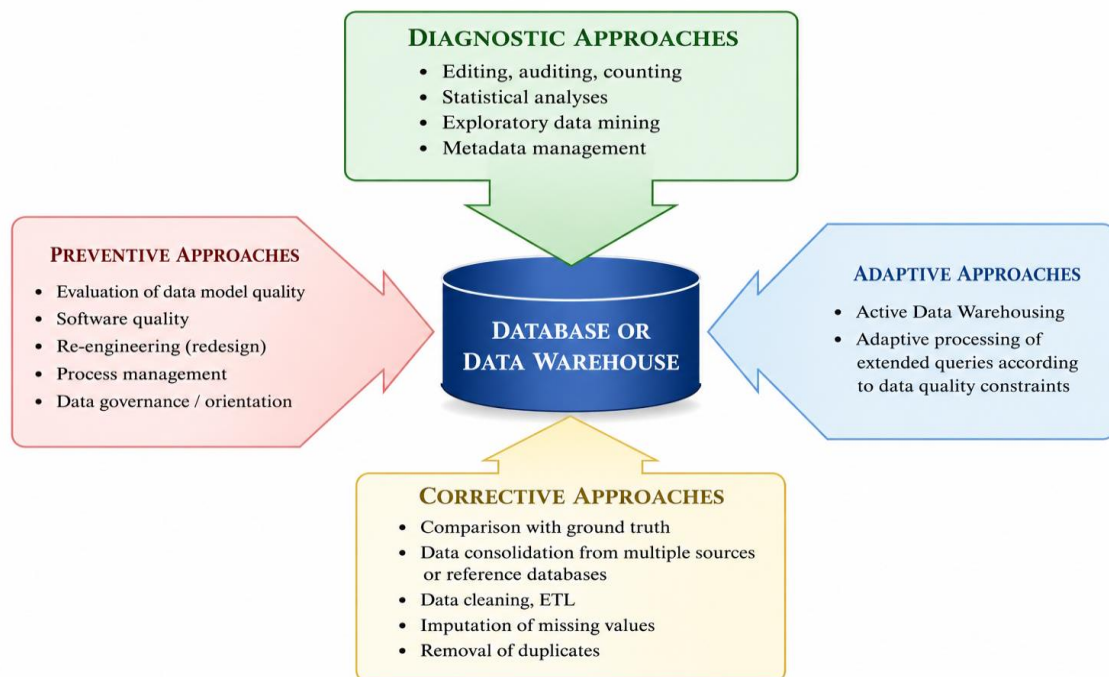 DIAGNOSTIC APPROACHES
• Editing, auditing, counting
• Statistical analyses
• Exploratory data mining
• Metadata management
PREVENTIVE APPROACHES
• Evaluation of data model quality
• Software quality
• Re-engineering (redesign)
• Process management
• Data governance / orientation
DATABASE OR
DATA WAREHOUSE
ADAPTIVE APPROACHES
• Active Data Warehousing
• Adaptive processing of
extended queries according
to data quality constraints
CORRECTIVE APPROACHES
• Comparison with ground truth
• Data consolidation from multiple sources
or reference databases
• Data cleaning, ETL
• Imputation of missing values
• Removal of duplicates